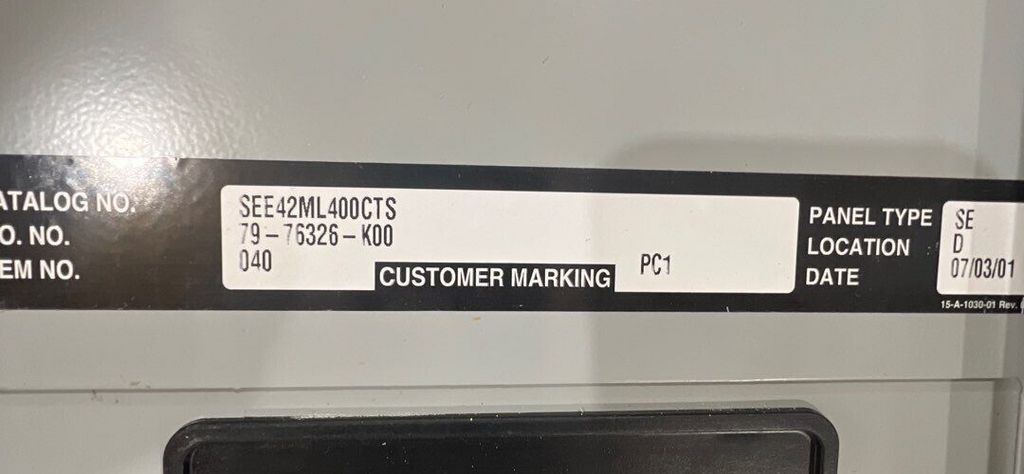 ATALOG NO. SEE42ML400CTS PANEL TYPE SE
O. NO. 79-76326-K00 LOCATION D
EM NO. 040 CUSTOMER MARKING PC1 DATE 07/03/01
15-A-1030-01 Rev.